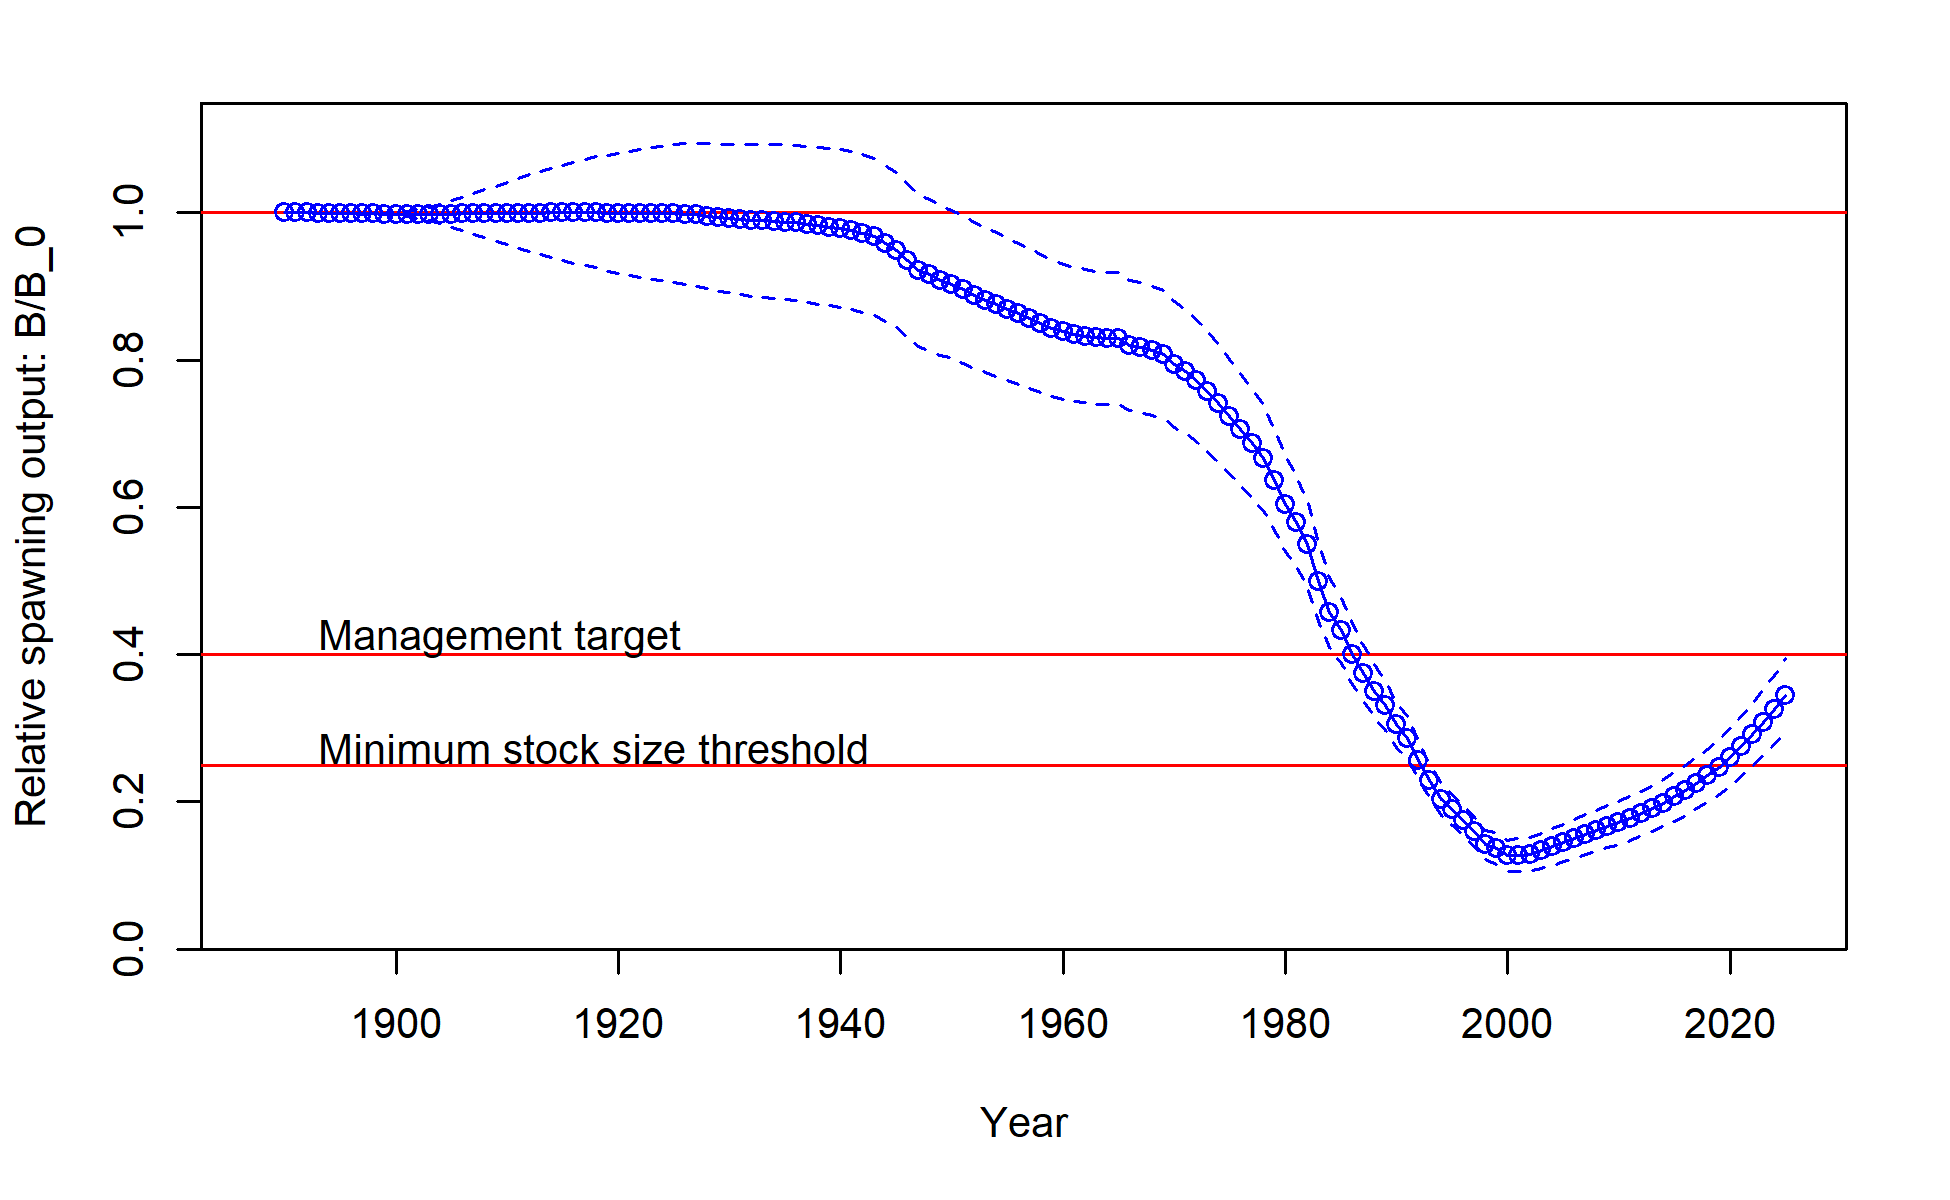 Relative spawning output: B/B_0
1.0
0.8
0.6
0.4
0.2
0.0
Management target
Minimum stock size threshold
1900 1920 1940 1960 1980 2000 2020
Year